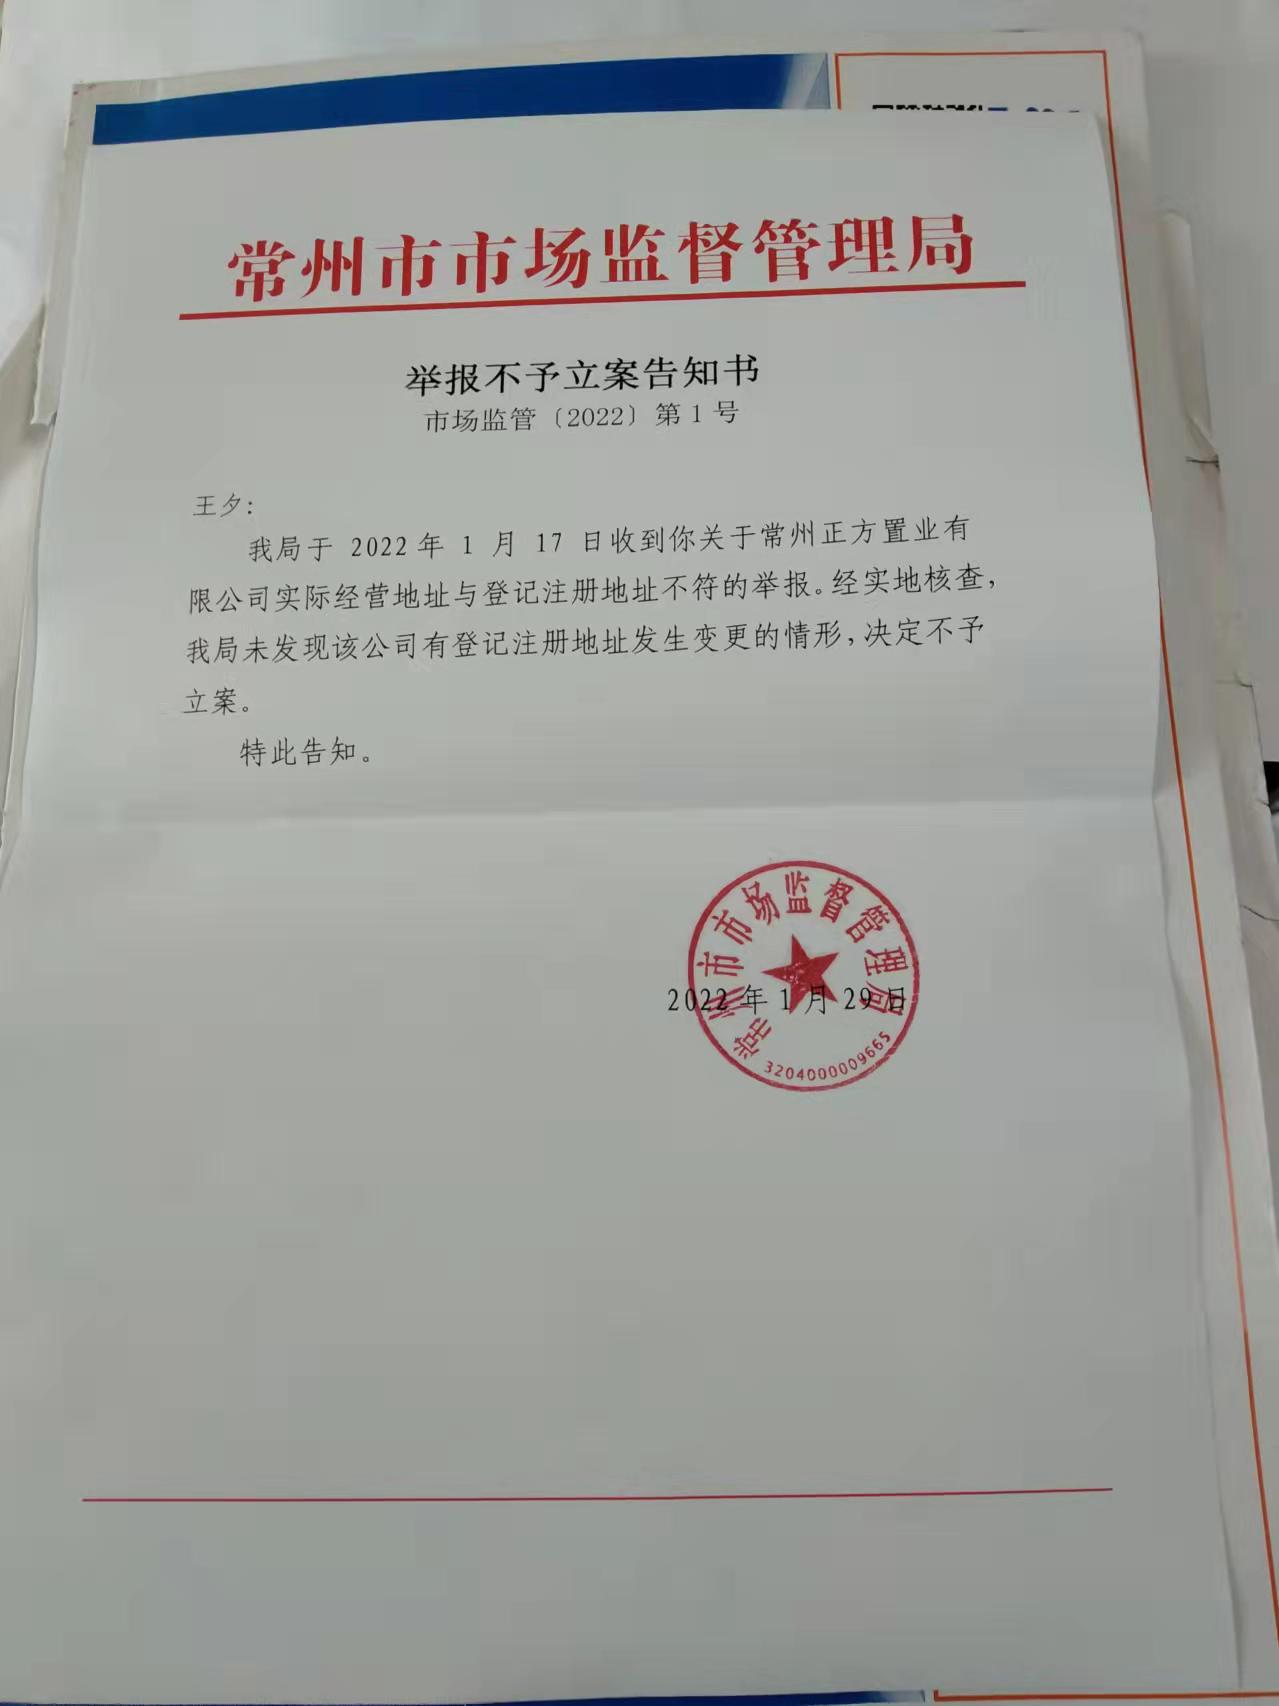 常州市市场监督管理局
举报不予立案告知书
市场监管〔2022〕第1号
王夕：
我局于 2022年 1 月 17 日收到你关于常州正方置业有
限公司实际经营地址与登记注册地址不符的举报。经实地核查，
我局未发现该公司有登记注册地址发生变更的情形，决定不予
立案。
特此告知。
常州市市场监督管理局
2022年1月29日
3204000009665